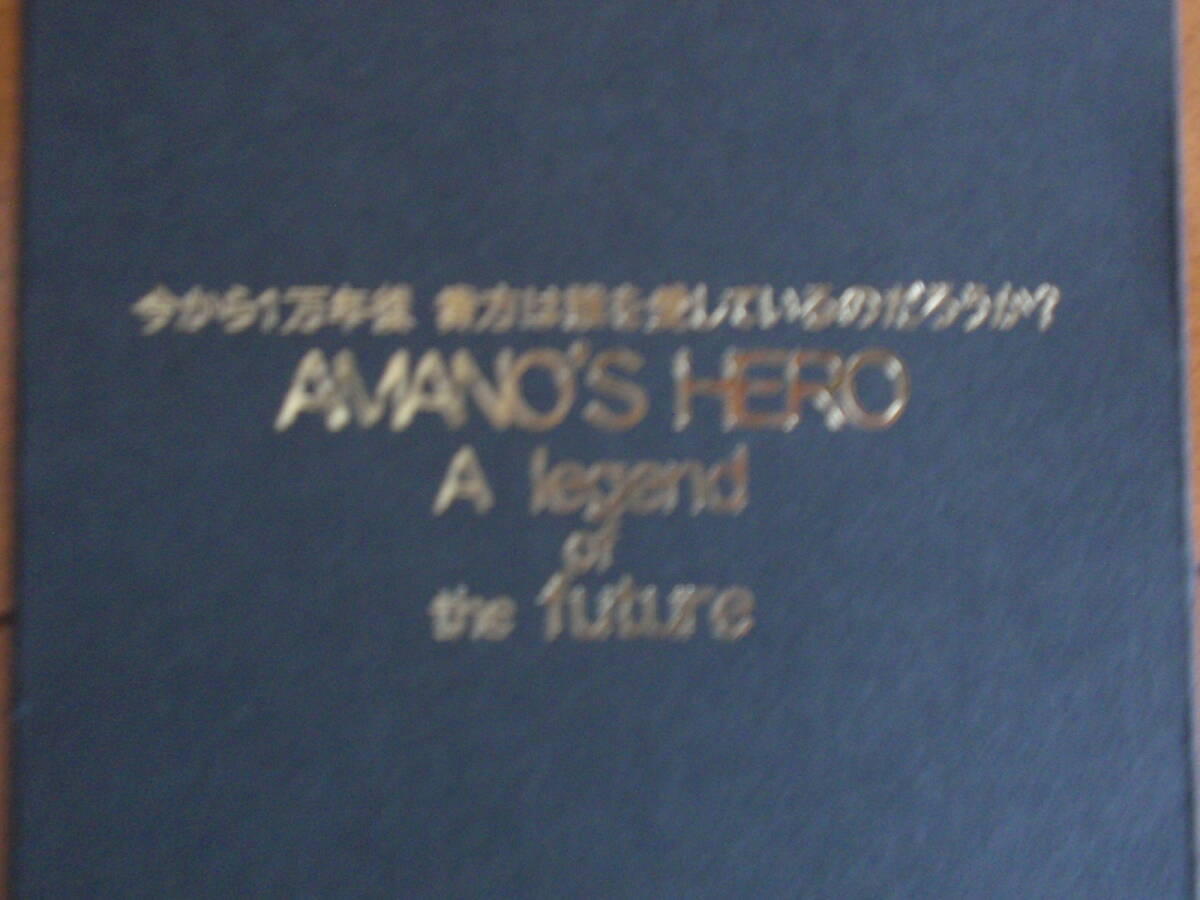 今から1万年後 貴方は誰を愛しているのだろうか?
AMANO'S HERO
A legend
of
the future